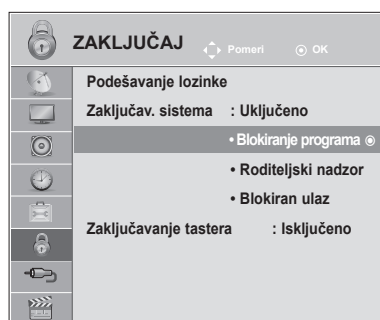 ZAKLJUČAJ Pomeri OK
Podešavanje lozinke
Zaključav. sistema : Uključeno
• Blokiranje programa
• Roditeljski nadzor
• Blokiran ulaz
Zaključavanje tastera : Isključeno